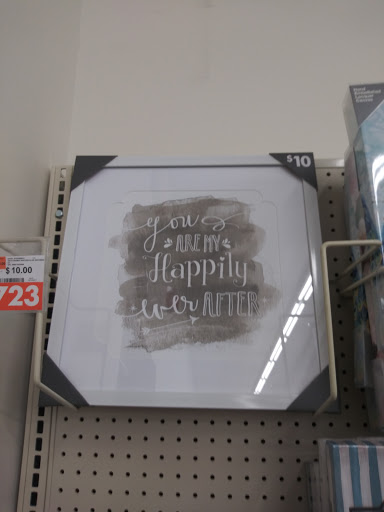 $10
you
ARE MY
Happily
ever AFTER
$10.00
723